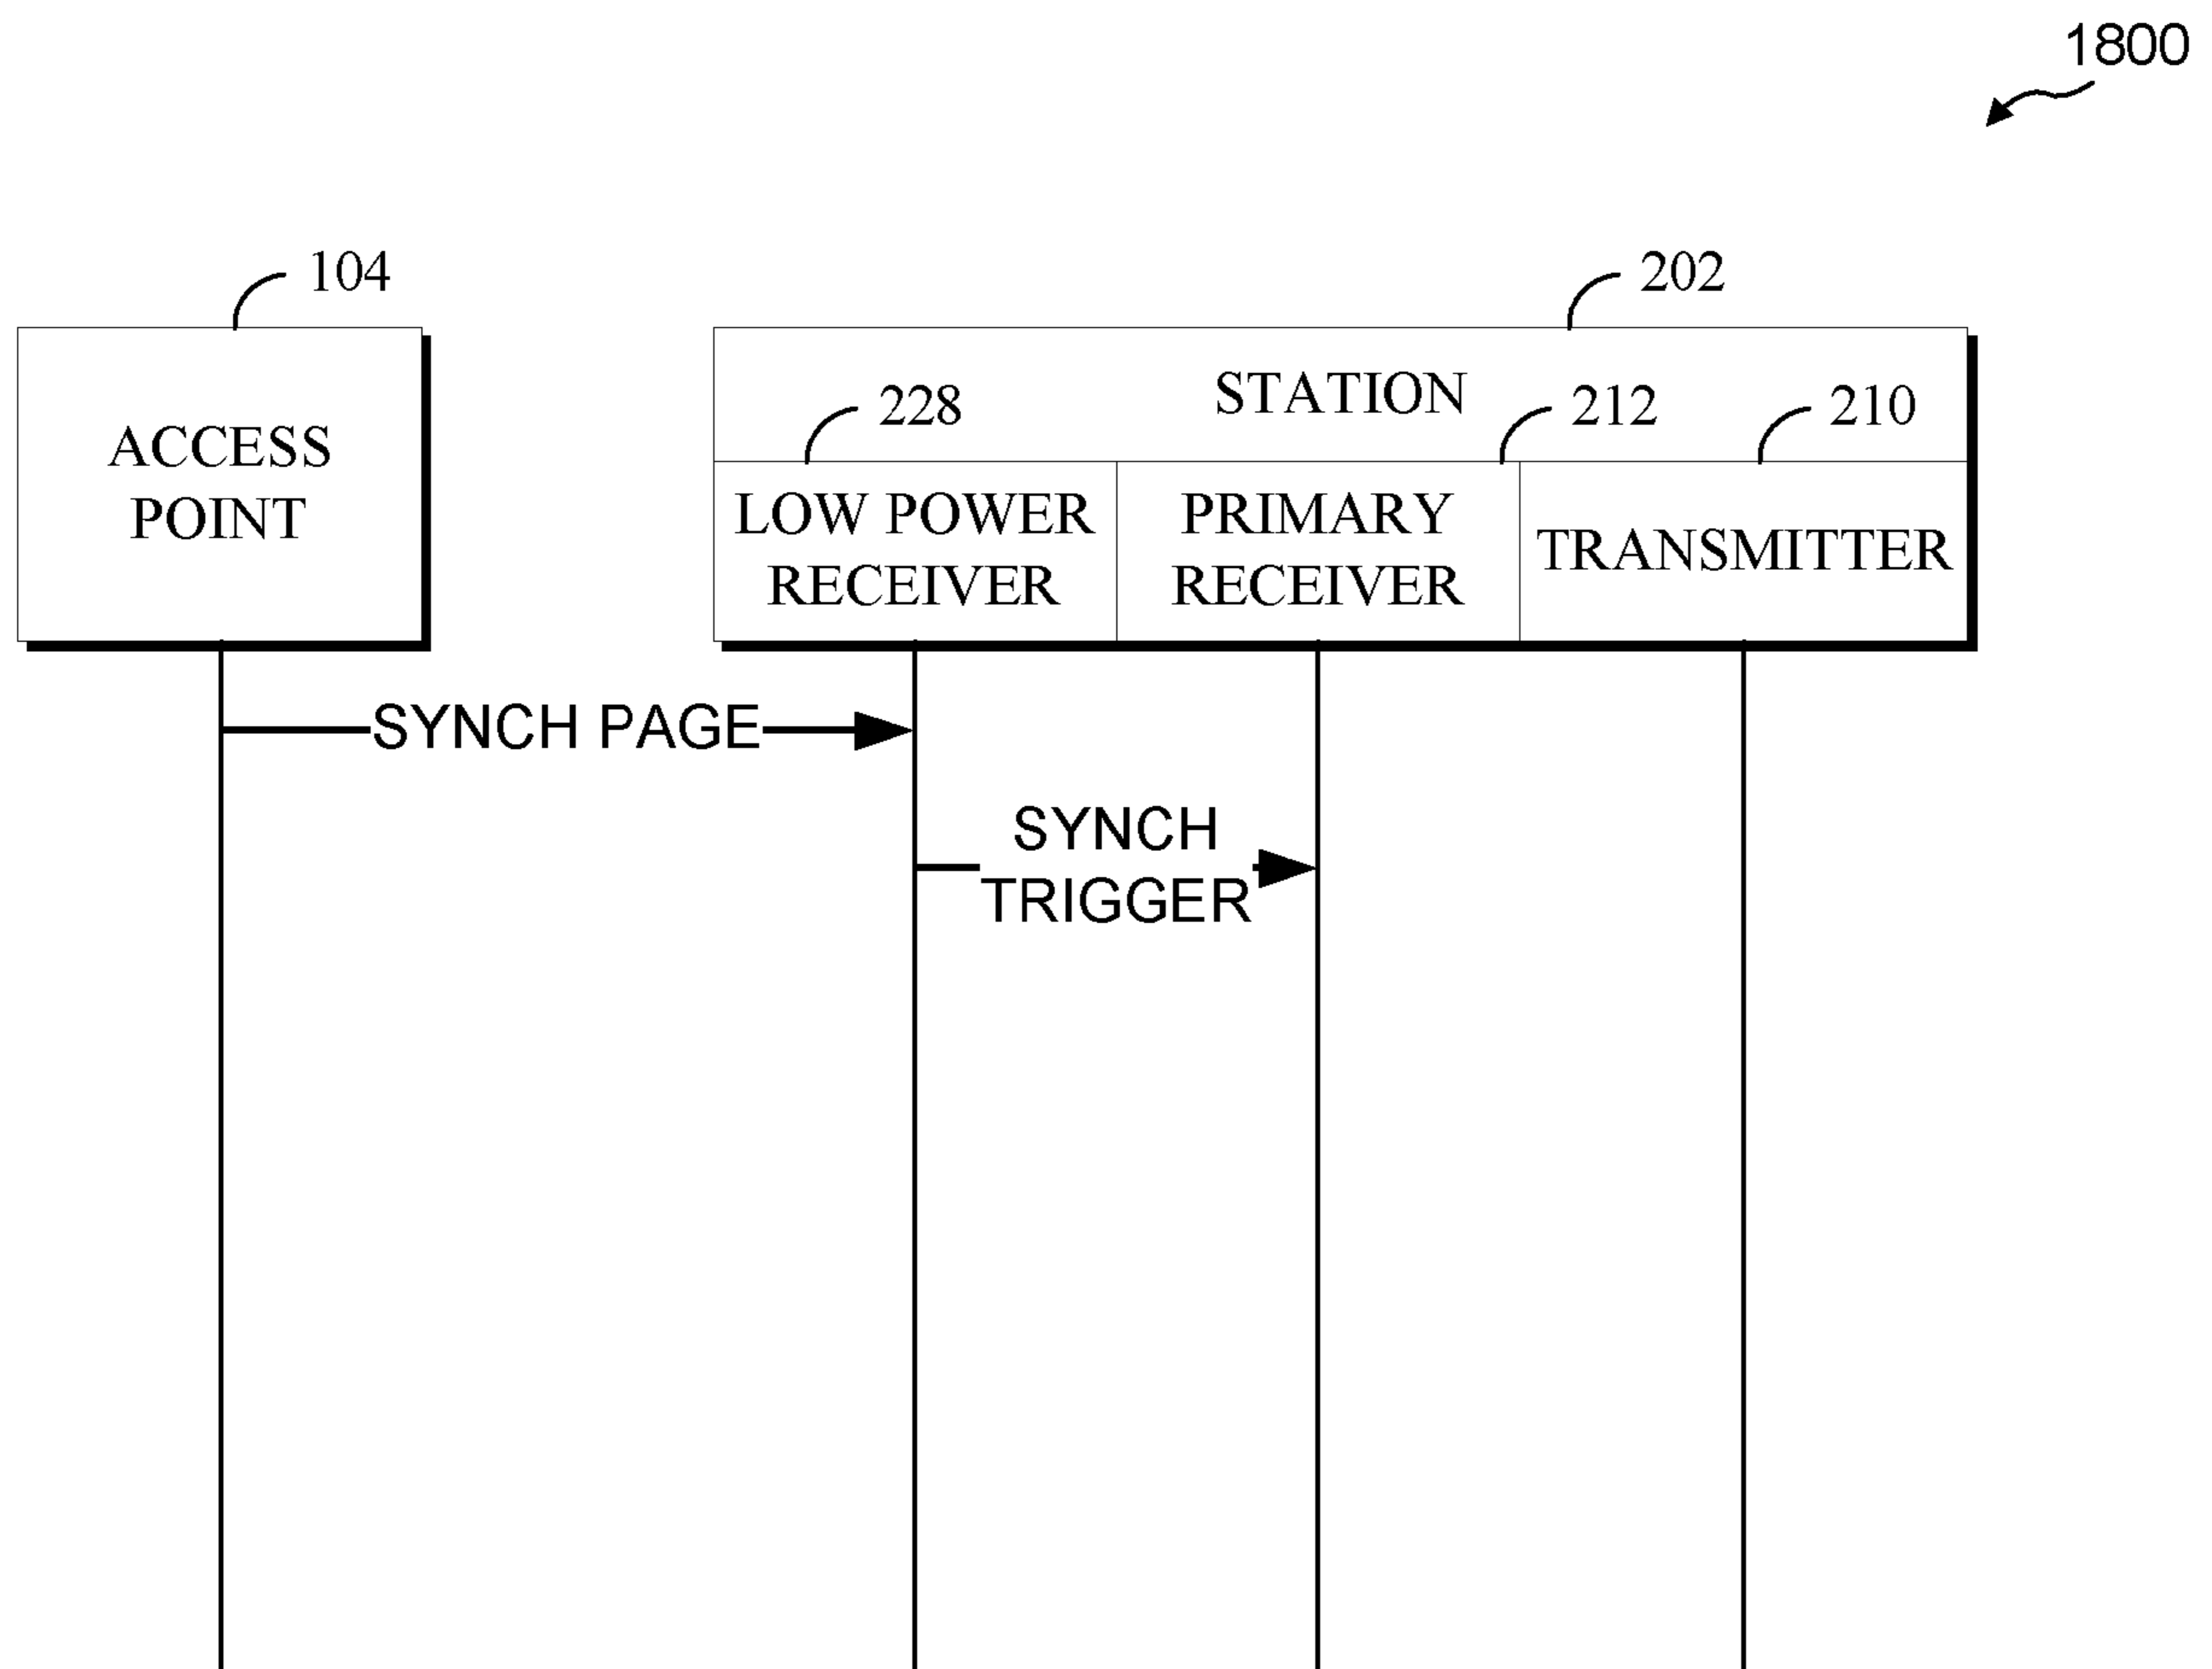 1800
104
202
ACCESS
POINT
STATION
228
212
210
LOW POWER
RECEIVER
PRIMARY
RECEIVER
TRANSMITTER
SYNCH PAGE
SYNCH
TRIGGER